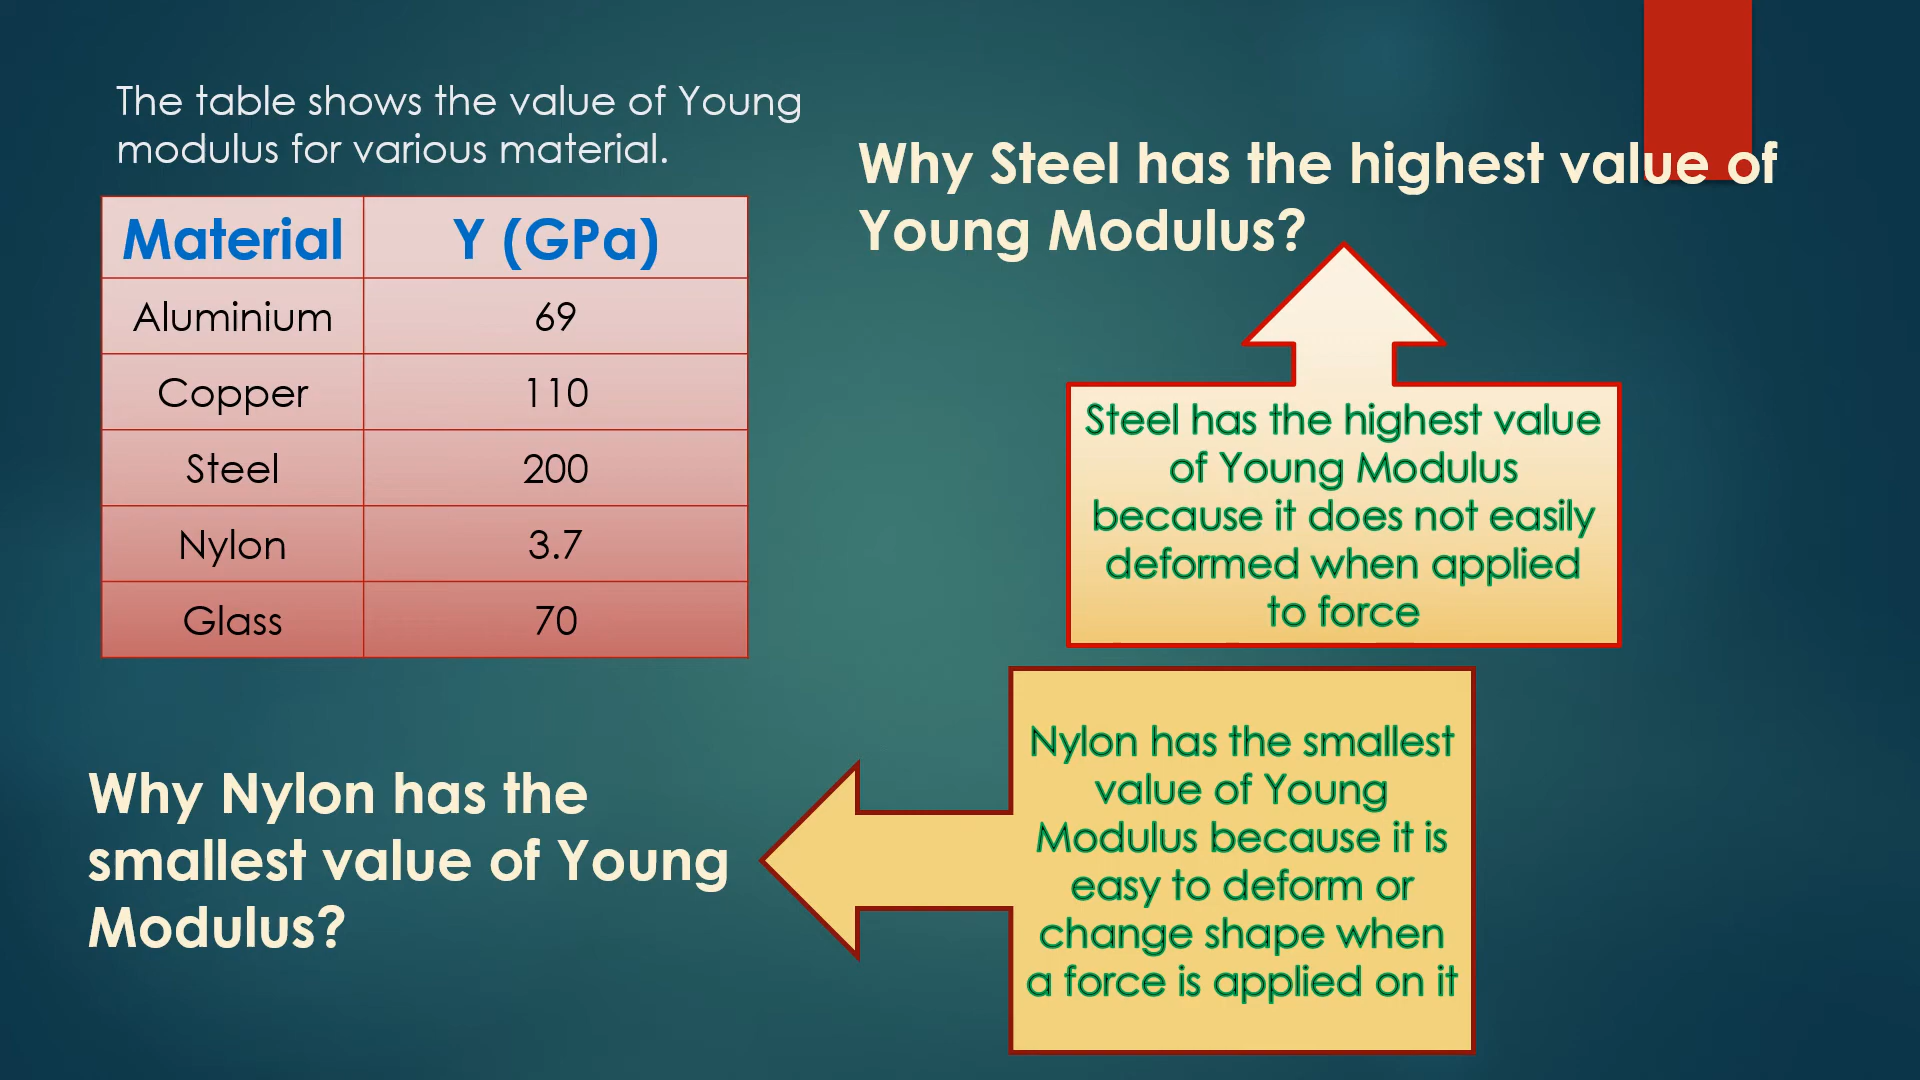 The table shows the value of Young
modulus for various material.
Material Y (GPa)
Aluminium 69
Copper 110
Steel 200
Nylon 3.7
Glass 70
Why Steel has the highest value of
Young Modulus?
Steel has the highest value
of Young Modulus
because it does not easily
deformed when applied
to force
Why Nylon has the
smallest value of Young
Modulus?
Nylon has the smallest
value of Young
Modulus because it is
easy to deform or
change shape when
a force is applied on it